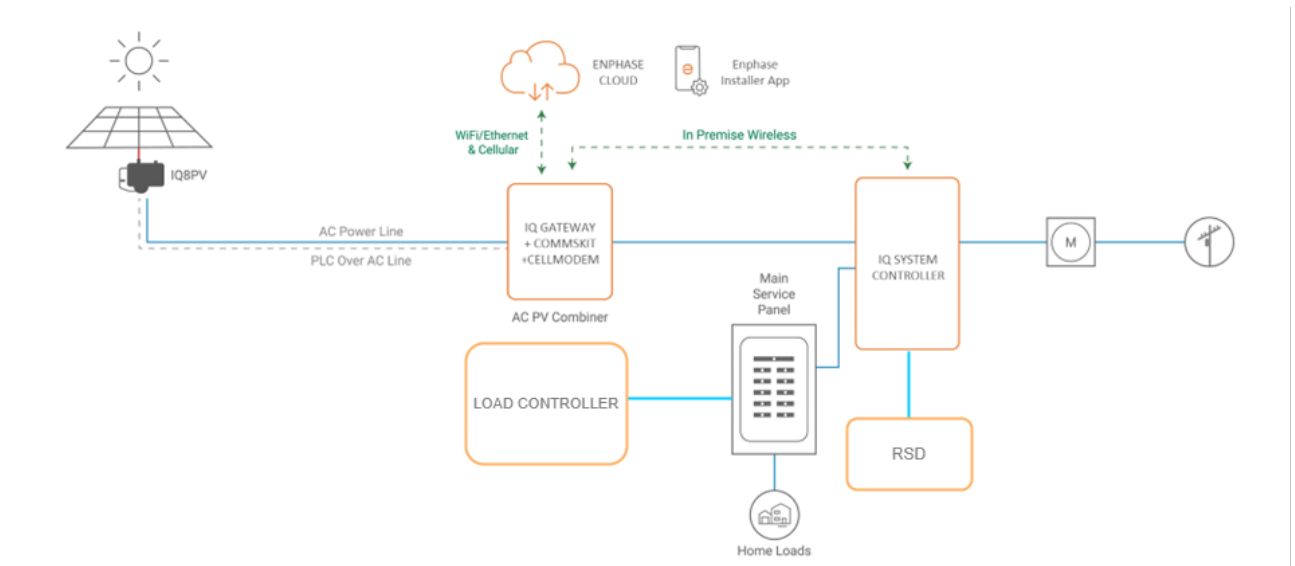 ENPHASE
CLOUD
Enphase
Installer App
WiFi/Ethernet
& Cellular
In Premise Wireless
IQ8PV
AC Power Line
PLC Over AC Line
IQ GATEWAY
+ COMMSKIT
+CELLMODEM
AC PV Combiner
IQ SYSTEM
CONTROLLER
M
Main
Service
Panel
LOAD CONTROLLER
RSD
Home Loads